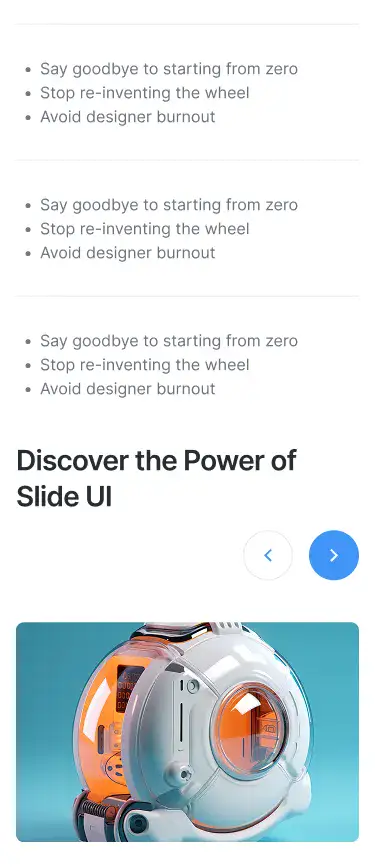 Say goodbye to starting from zero
Stop re-inventing the wheel
Avoid designer burnout
Say goodbye to starting from zero
Stop re-inventing the wheel
Avoid designer burnout
Say goodbye to starting from zero
Stop re-inventing the wheel
Avoid designer burnout
Discover the Power of
Slide UI